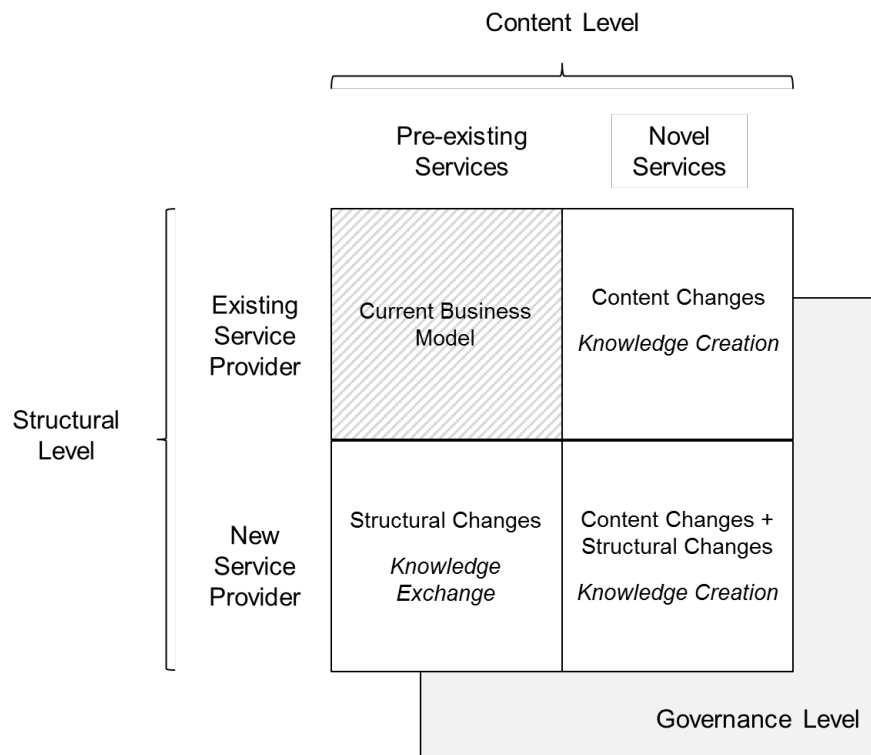 Content Level
Pre-existing
Services
Novel
Services
Structural
Level
Existing
Service
Provider
Current Business
Model
Content Changes
Knowledge Creation
New
Service
Provider
Structural Changes
Knowledge
Exchange
Content Changes +
Structural Changes
Knowledge Creation
Governance Level